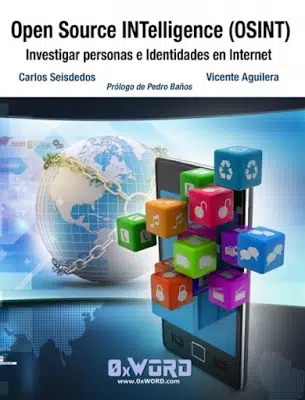 Open Source INTelligence (OSINT)
Investigar personas e Identidades en Internet
Carlos Seisdedos Vicente Aguilera
Prólogo de Pedro Baños
0xWORD
www.0xWORD.com